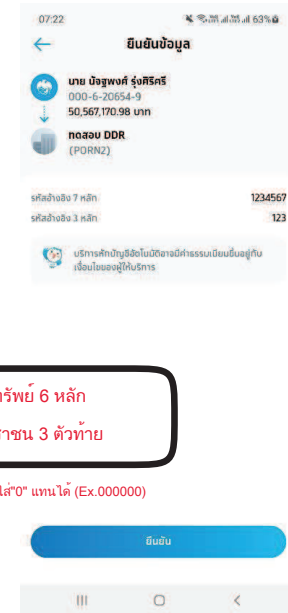 07:22 63%
ยืนยันข้อมูล
นาย นัจฐพงศ์ รุ่งศิริศรี
000-6-20654-9
50,567,170.98 บาท
ทดสอบ DDR
(PORN2)
รหัสอ้างอิง 7 หลัก 1234567
รหัสอ้างอิง 3 หลัก 123
บริการหักบัญชีอัตโนมัติอาจมีค่าธรรมเนียมขึ้นอยู่กับ
เงื่อนไขของผู้ให้บริการ
ทรัพย์ 6 หลัก
าชน 3 ตัวท้าย
ใส่"0" แทนได้ (Ex.000000)
ยืนยัน